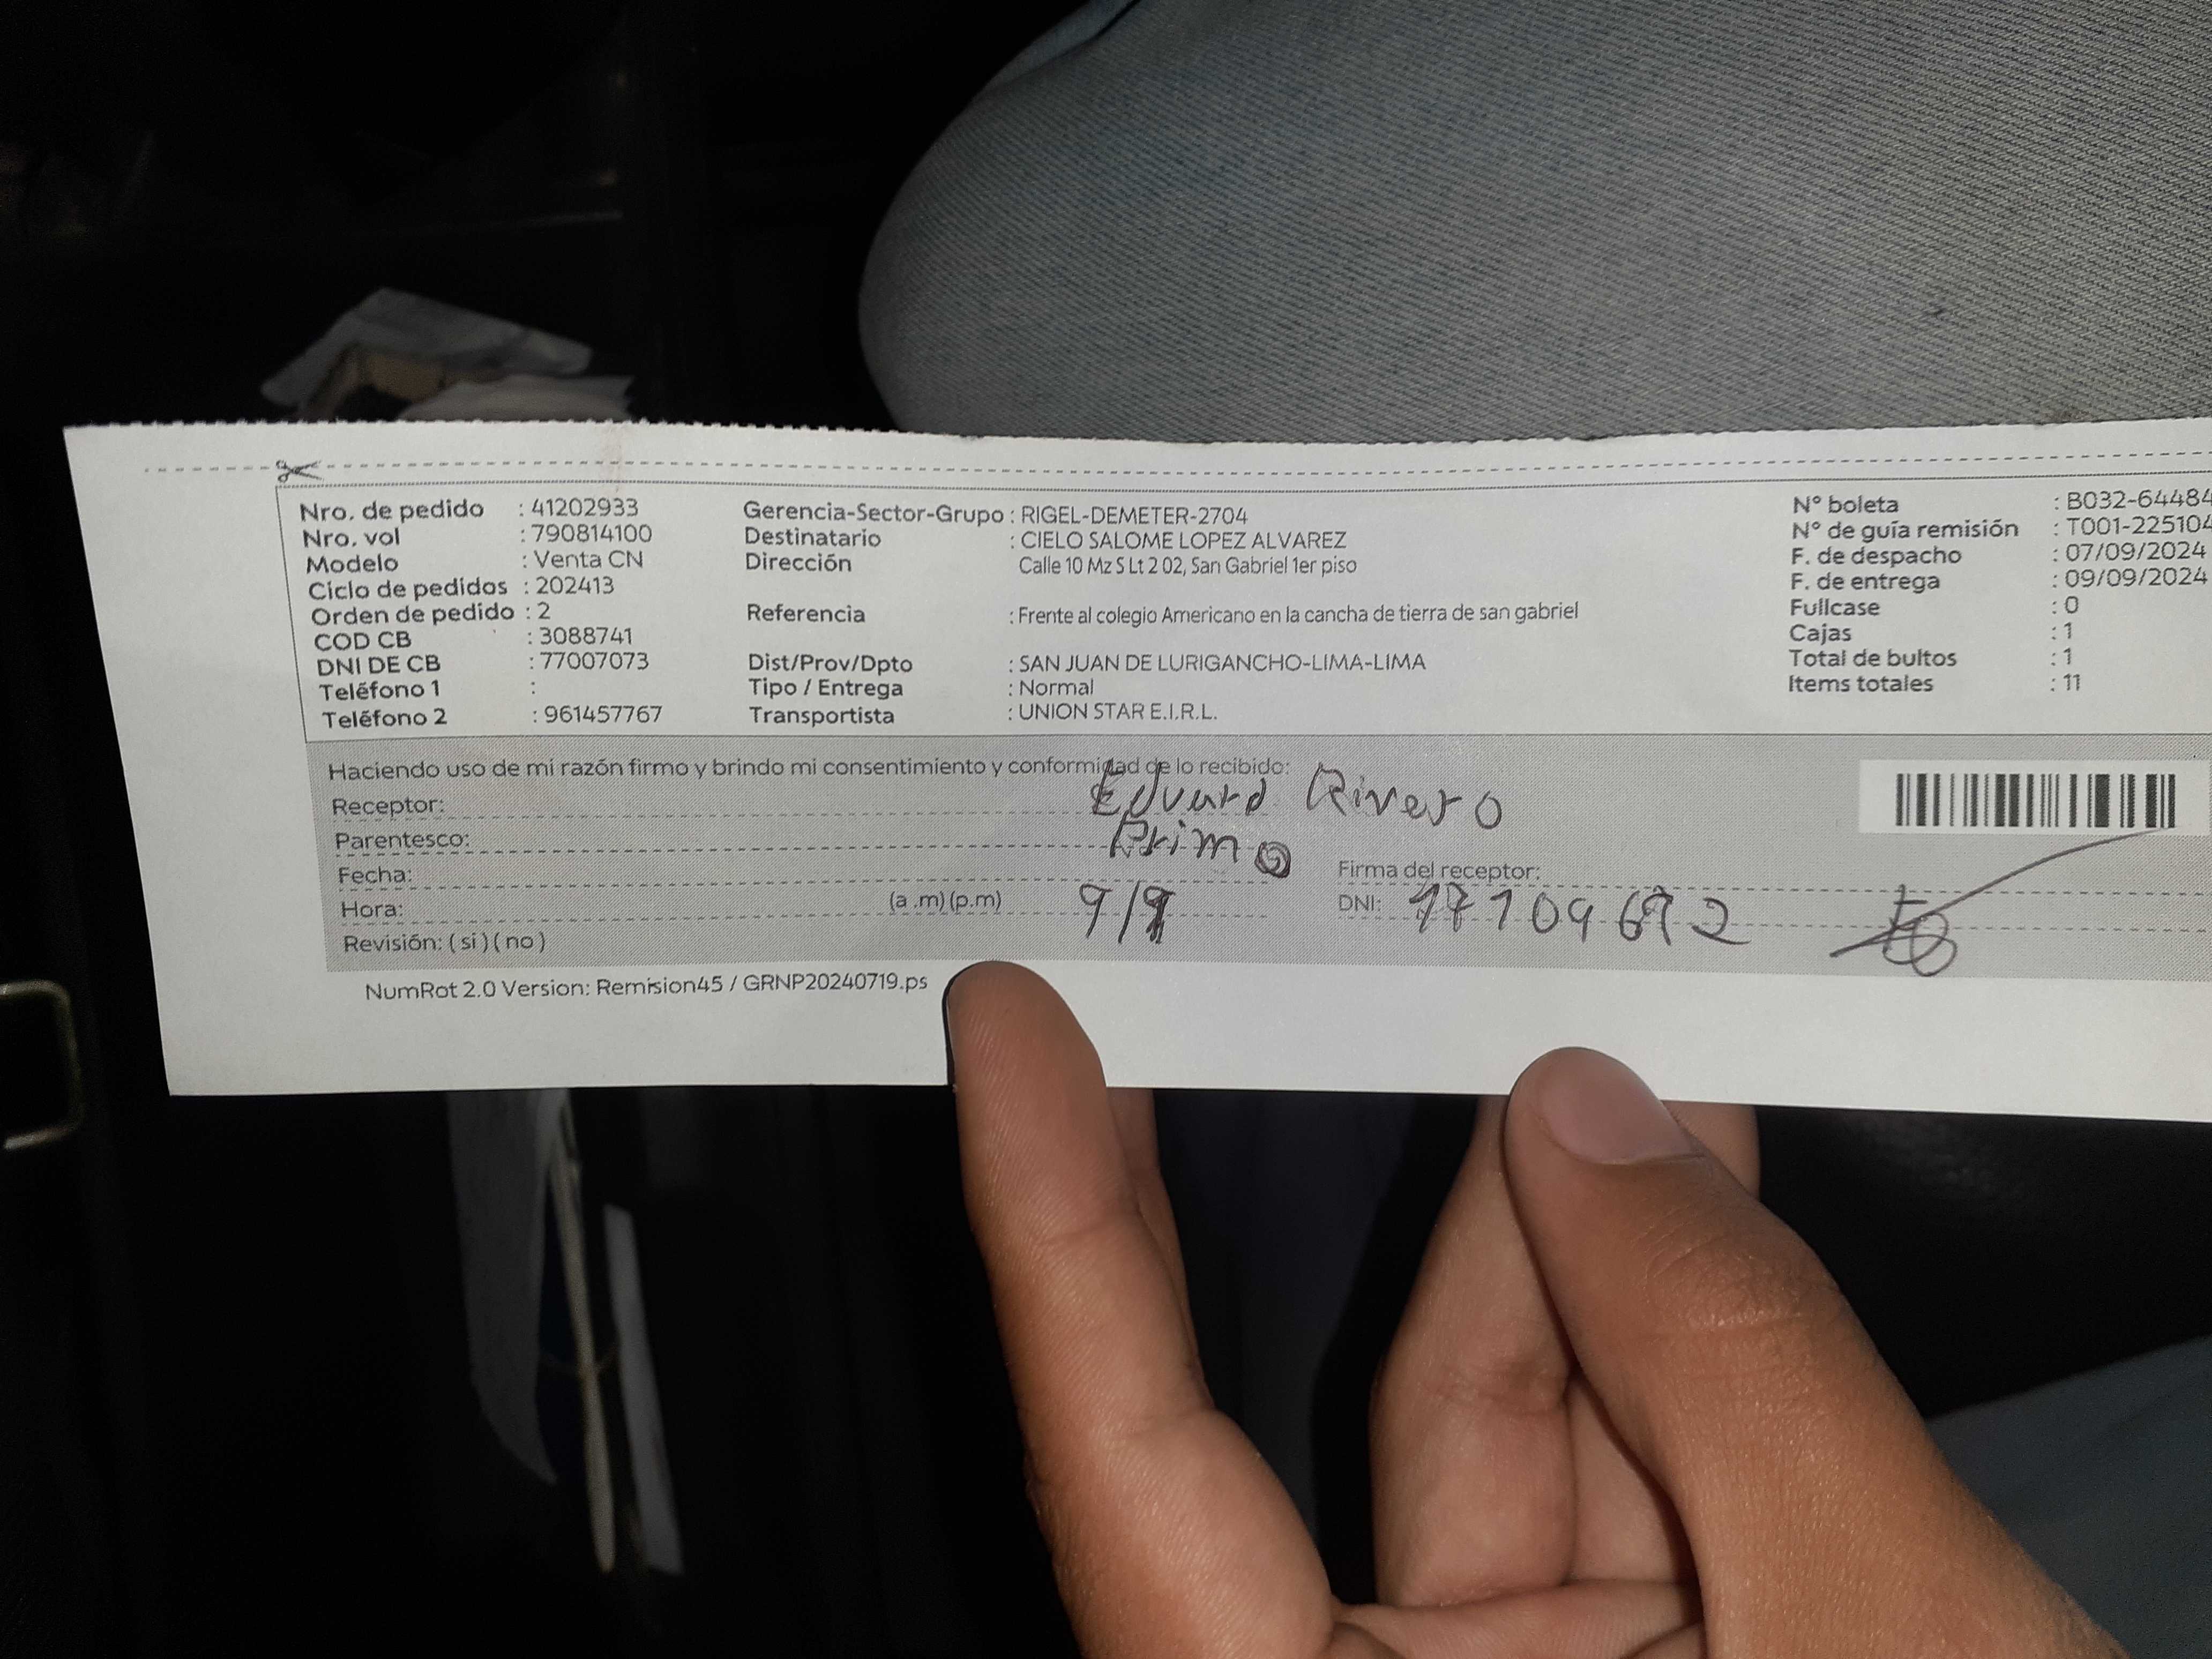 Nro. de pedido : 41202933
Nro. vol : 790814100
Modelo : Venta CN
Ciclo de pedidos : 202413
Orden de pedido : 2
COD CB : 3088741
DNI DE CB : 77007073
Teléfono 1 :
Teléfono 2 : 961457767
Gerencia-Sector-Grupo : RIGEL-DEMETER-2704
Destinatario : CIELO SALOME LOPEZ ALVAREZ
Dirección Calle 10 Mz S Lt 2 02, San Gabriel 1er piso
Referencia : Frente al colegio Americano en la cancha de tierra de san gabriel
Dist/Prov/Dpto : SAN JUAN DE LURIGANCHO-LIMA-LIMA
Tipo / Entrega : Normal
Transportista : UNION STAR E.I.R.L.
N° boleta : B032-64484
N° de guía remisión : T001-225104
F. de despacho : 07/09/2024
F. de entrega : 09/09/2024
Fullcase : 0
Cajas : 1
Total de bultos : 1
Items totales : 11
Haciendo uso de mi razón firmo y brindo mi consentimiento y conformidad de lo recibido:
Receptor: Eduard Rivero
Parentesco: Primo
Fecha:
Hora: (a .m) (p.m) 9/9
Revisión: ( si ) ( no )
Firma del receptor:
DNI:
NumRot 2.0 Version: Remision45 / GRNP20240719.ps